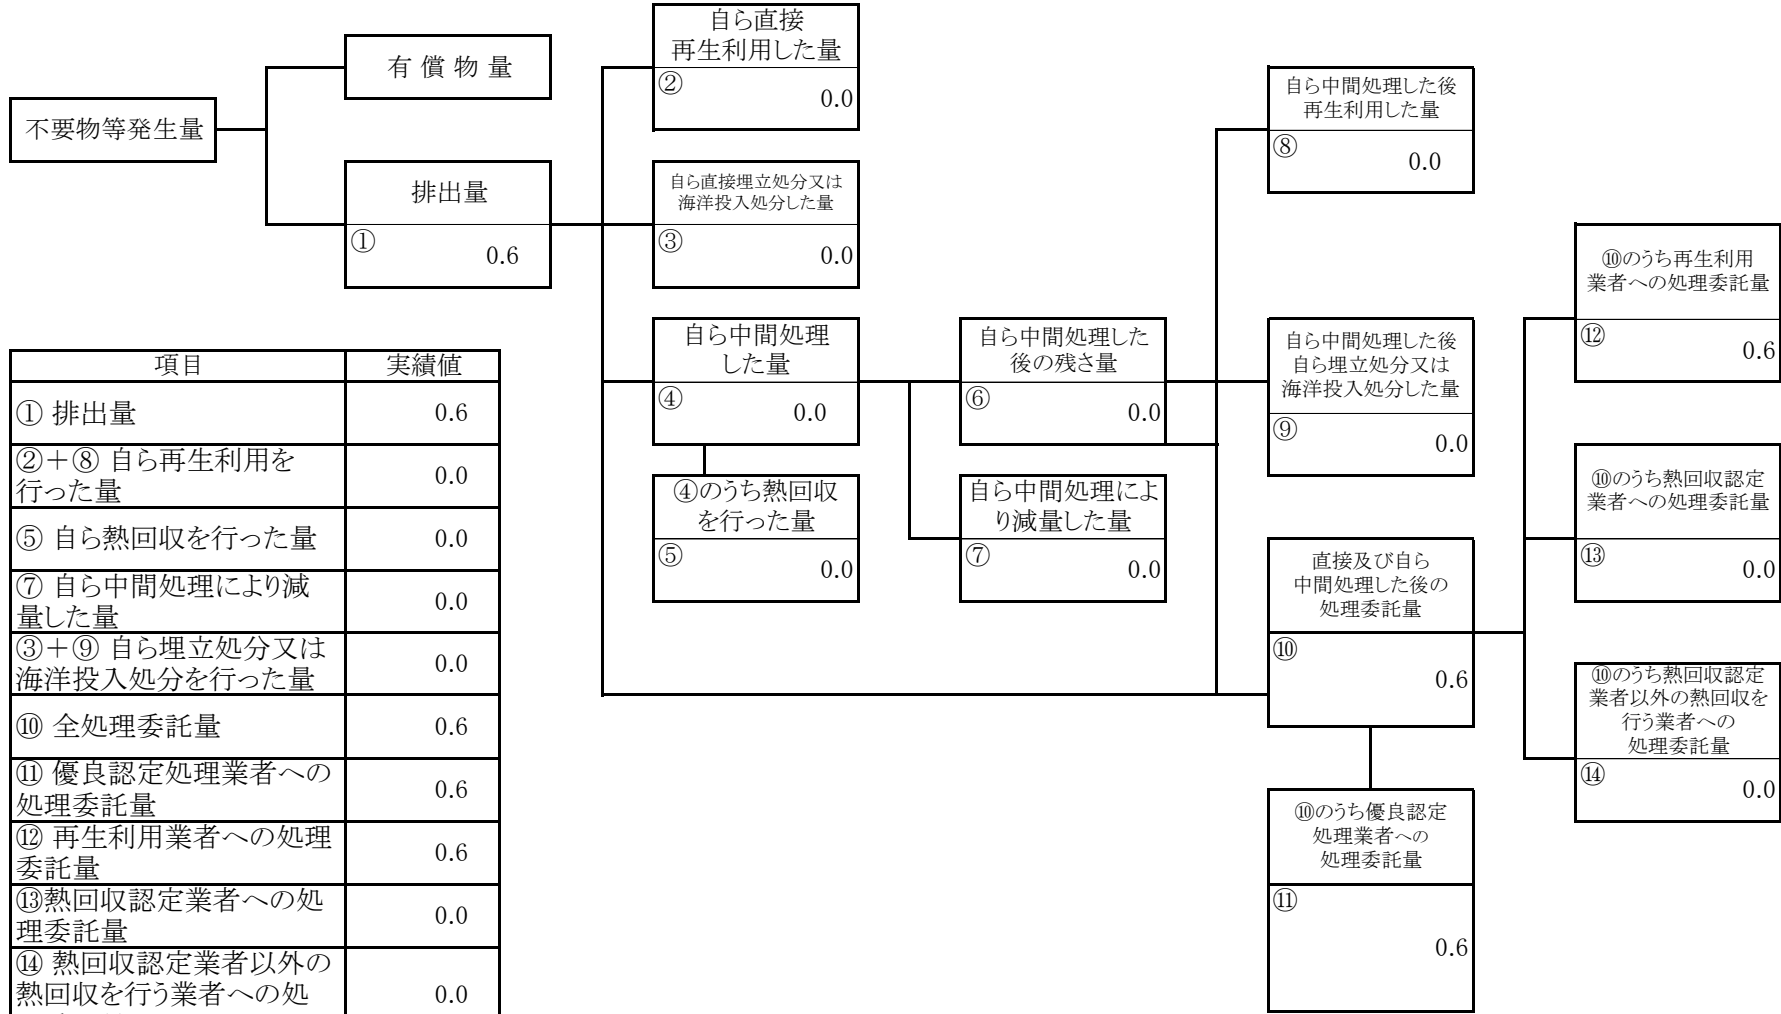 不要物等発生量
有償物量
排出量
①
0.6
自ら直接
再生利用した量
②
0.0
自ら直接埋立処分又は
海洋投入処分した量
③
0.0
自ら中間処理
した量
④
0.0
④のうち熱回収
を行った量
⑤
0.0
自ら中間処理した
後の残さ量
⑥
0.0
自ら中間処理によ
り減量した量
⑦
0.0
自ら中間処理した後
再生利用した量
⑧
0.0
自ら中間処理した後
自ら埋立処分又は
海洋投入処分した量
⑨
0.0
直接及び自ら
中間処理した後の
処理委託量
⑩
0.6
⑩のうち優良認定
処理業者への
処理委託量
⑪
0.6
⑩のうち再生利用
業者への処理委託量
⑫
0.6
⑩のうち熱回収認定
業者への処理委託量
⑬
0.0
⑩のうち熱回収認定
業者以外の熱回収を
行う業者への
処理委託量
⑭
0.0
項目 実績値
① 排出量 0.6
②＋⑧ 自ら再生利用を
行った量 0.0
⑤ 自ら熱回収を行った量 0.0
⑦ 自ら中間処理により減
量した量 0.0
③＋⑨ 自ら埋立処分又は
海洋投入処分を行った量 0.0
⑩ 全処理委託量 0.6
⑪ 優良認定処理業者への
処理委託量 0.6
⑫ 再生利用業者への処理
委託量 0.6
⑬熱回収認定業者への処
理委託量 0.0
⑭ 熱回収認定業者以外の
熱回収を行う業者への処 0.0